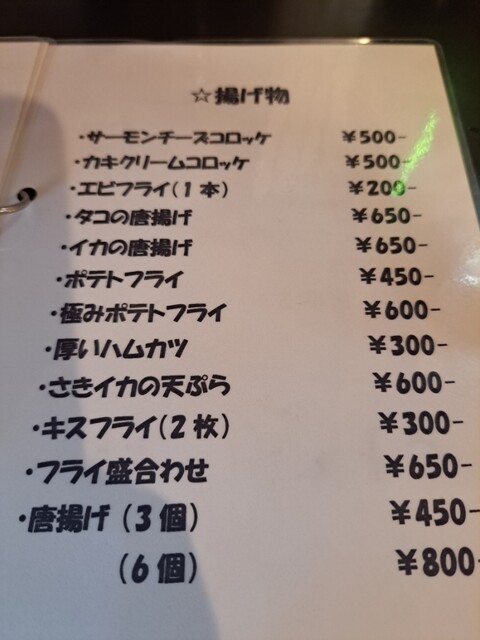 ☆揚げ物
・サーモンチーズコロッケ ¥500-
・カキクリームコロッケ ¥500-
・エビフライ(1本) ¥200-
・タコの唐揚げ ¥650-
・イカの唐揚げ ¥650-
・ポテトフライ ¥450-
・極みポテトフライ ¥600-
・厚いハムカツ ¥300-
・さきイカの天ぷら ¥600-
・キスフライ(2枚) ¥300-
・フライ盛合わせ ¥650-
・唐揚げ(3個) ¥450-
(6個) ¥800-